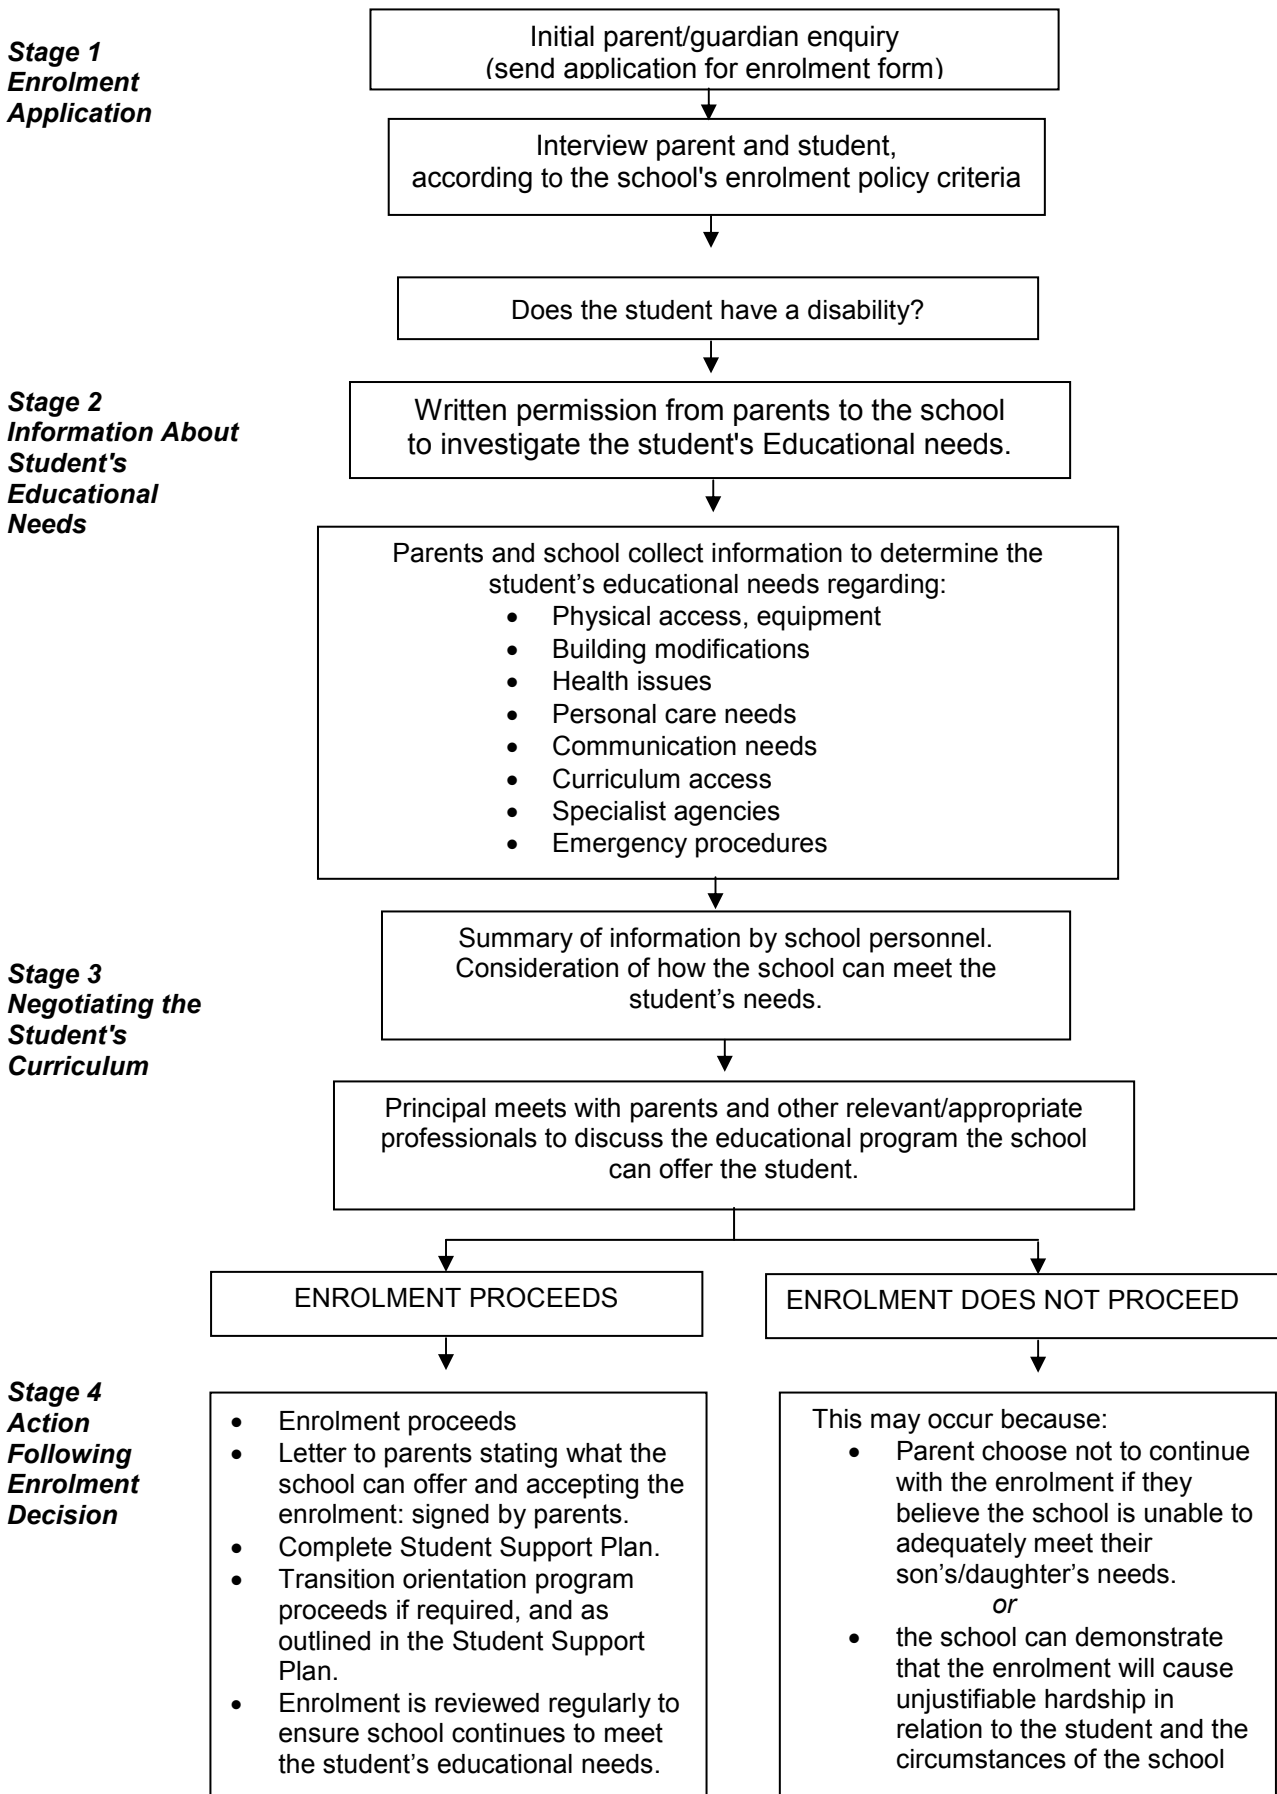 Stage 1
Enrolment
Application
Initial parent/guardian enquiry
(send application for enrolment form)
Interview parent and student,
according to the school's enrolment policy criteria
Does the student have a disability?
Stage 2
Information About
Student's
Educational
Needs
Written permission from parents to the school
to investigate the student's Educational needs.
Parents and school collect information to determine the
student’s educational needs regarding:
• Physical access, equipment
• Building modifications
• Health issues
• Personal care needs
• Communication needs
• Curriculum access
• Specialist agencies
• Emergency procedures
Stage 3
Negotiating the
Student's
Curriculum
Summary of information by school personnel.
Consideration of how the school can meet the
student’s needs.
Principal meets with parents and other relevant/appropriate
professionals to discuss the educational program the school
can offer the student.
ENROLMENT PROCEEDS
ENROLMENT DOES NOT PROCEED
Stage 4
Action
Following
Enrolment
Decision
• Enrolment proceeds
• Letter to parents stating what the
school can offer and accepting the
enrolment: signed by parents.
• Complete Student Support Plan.
• Transition orientation program
proceeds if required, and as
outlined in the Student Support
Plan.
• Enrolment is reviewed regularly to
ensure school continues to meet
the student’s educational needs.
This may occur because:
• Parent choose not to continue
with the enrolment if they
believe the school is unable to
adequately meet their
son’s/daughter’s needs.
or
• the school can demonstrate
that the enrolment will cause
unjustifiable hardship in
relation to the student and the
circumstances of the school